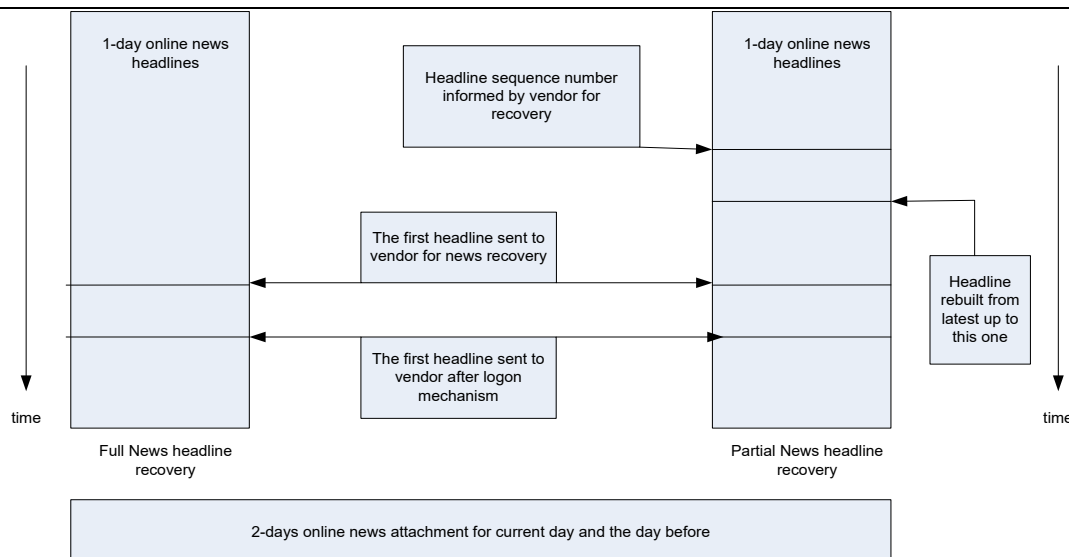 1-day online news
headlines
Headline sequence number
informed by vendor for
recovery
1-day online news
headlines
The first headline sent to
vendor for news recovery
Headline
rebuilt from
latest up to
this one
The first headline sent to
vendor after logon
mechanism
time
time
Full News headline
recovery
Partial News headline
recovery
2-days online news attachment for current day and the day before